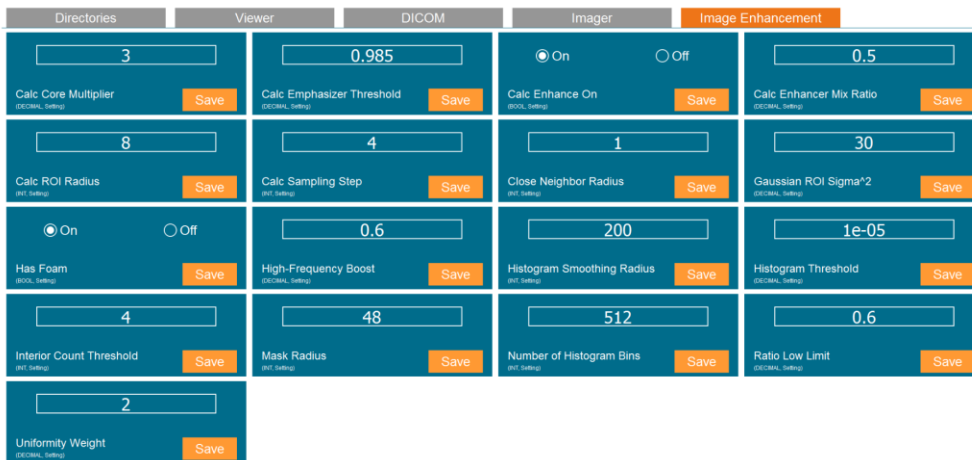 Directories Viewer DICOM Imager Image Enhancement
3
Calc Core Multiplier
(DECIMAL, Setting)
Save
0.985
Calc Emphasizer Threshold
(DECIMAL, Setting)
Save
On Off
Calc Enhance On
(BOOL, Setting)
Save
0.5
Calc Enhancer Mix Ratio
(DECIMAL, Setting)
Save
8
Calc ROI Radius
(INT, Setting)
Save
4
Calc Sampling Step
(INT, Setting)
Save
1
Close Neighbor Radius
(INT, Setting)
Save
30
Gaussian ROI Sigma^2
(DECIMAL, Setting)
Save
On Off
Has Foam
(BOOL, Setting)
Save
0.6
High-Frequency Boost
(DECIMAL, Setting)
Save
200
Histogram Smoothing Radius
(INT, Setting)
Save
1e-05
Histogram Threshold
(DECIMAL, Setting)
Save
4
Interior Count Threshold
(INT, Setting)
Save
48
Mask Radius
(INT, Setting)
Save
512
Number of Histogram Bins
(INT, Setting)
Save
0.6
Ratio Low Limit
(DECIMAL, Setting)
Save
2
Uniformity Weight
(DECIMAL, Setting)
Save